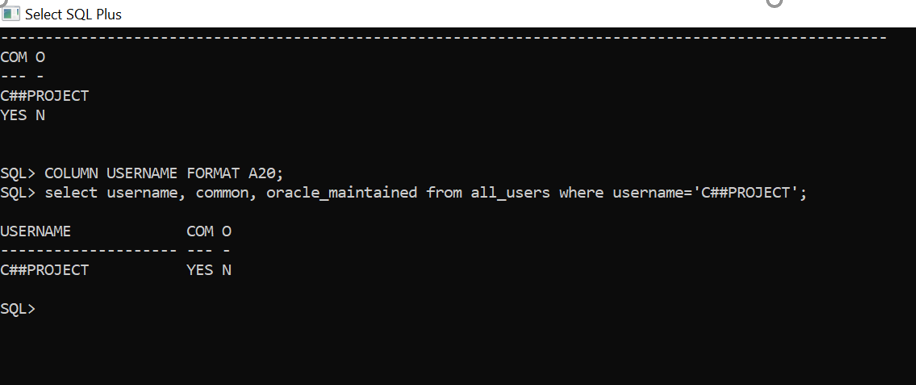 Select SQL Plus
----------------------------------------------------------------------------------------------------
COM O
--- -
C##PROJECT
YES N
SQL> COLUMN USERNAME FORMAT A20;
SQL> select username, common, oracle_maintained from all_users where username='C##PROJECT';
USERNAME             COM O
-------------------- --- -
C##PROJECT           YES N
SQL>